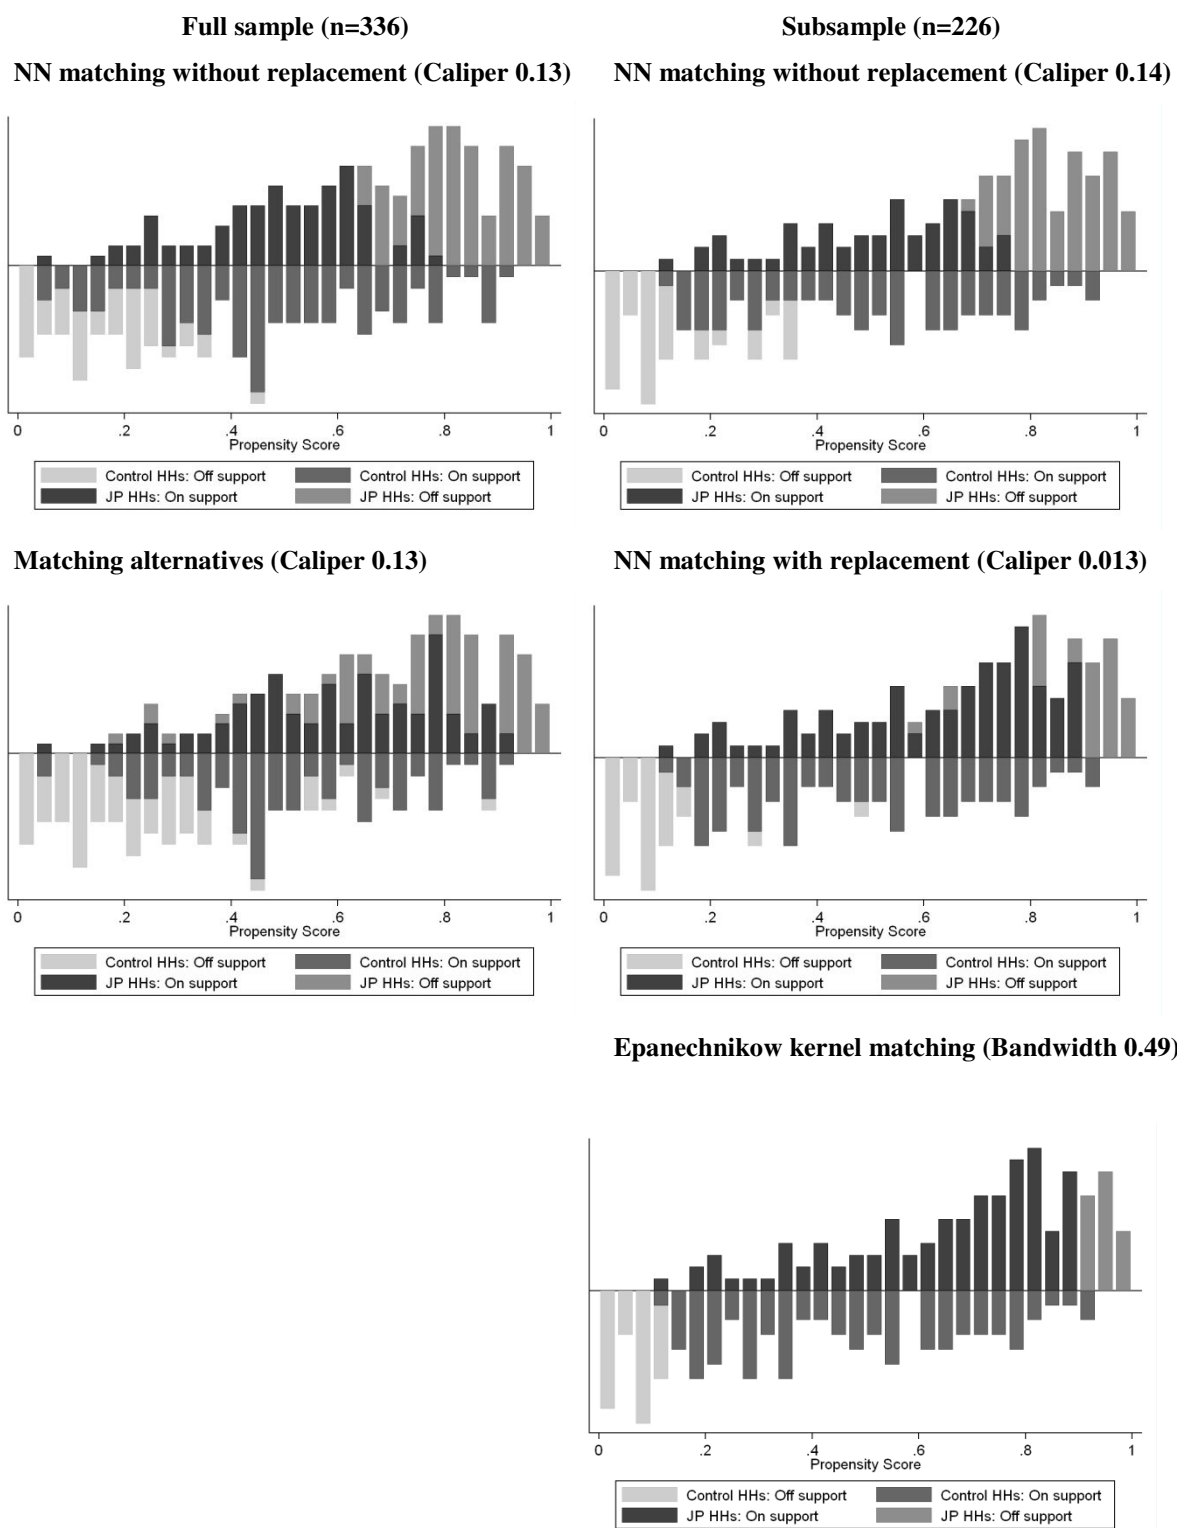 Full sample (n=336)
Subsample (n=226)
NN matching without replacement (Caliper 0.13)
NN matching without replacement (Caliper 0.14)
0 .2 .4 .6 .8 1
Propensity Score
Control HHs: Off support Control HHs: On support
JP HHs: On support JP HHs: Off support
0 .2 .4 .6 .8 1
Propensity Score
Control HHs: Off support Control HHs: On support
JP HHs: On support JP HHs: Off support
Matching alternatives (Caliper 0.13)
NN matching with replacement (Caliper 0.013)
0 .2 .4 .6 .8 1
Propensity Score
Control HHs: Off support Control HHs: On support
JP HHs: On support JP HHs: Off support
0 .2 .4 .6 .8 1
Propensity Score
Control HHs: Off support Control HHs: On support
JP HHs: On support JP HHs: Off support
Epanechnikow kernel matching (Bandwidth 0.49)
0 .2 .4 .6 .8 1
Propensity Score
Control HHs: Off support Control HHs: On support
JP HHs: On support JP HHs: Off support